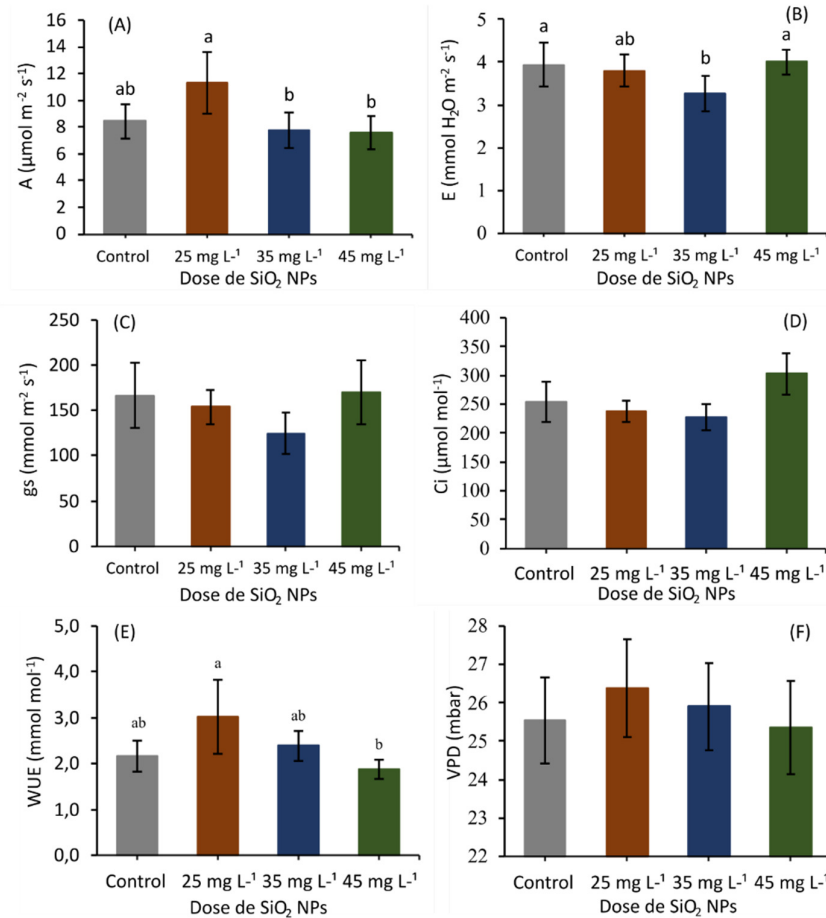 (A)
A (µmol m⁻² s⁻¹)
16
14
12
10
8
6
4
2
0
ab
a
b
b
Control
25 mg L-¹
35 mg L-¹
45 mg L-¹
Dose de SiO₂ NPs
(B)
E (mmol H₂O m⁻² s⁻¹)
5
4
3
2
1
0
a
ab
b
a
Control
25 mg L-¹
35 mg L-¹
45 mg L-¹
Dose de SiO₂ NPs
(C)
gs (mmol m⁻² s⁻¹)
250
200
150
100
50
0
Control
25 mg L-¹
35 mg L-¹
45 mg L-¹
Dose de SiO₂ NPs
(D)
Ci (µmol mol⁻¹)
400
350
300
250
200
150
100
50
0
Control
25 mg L-¹
35 mg L-¹
45 mg L-¹
Dose de SiO₂ NPs
(E)
WUE (mmol mol⁻¹)
5,0
4,0
3,0
2,0
1,0
0,0
ab
a
ab
b
Control
25 mg L-¹
35 mg L-¹
45 mg L-¹
Dose de SiO₂ NPs
(F)
VPD (mbar)
28
27
26
25
24
23
22
Control
25 mg L-¹
35 mg L-¹
45 mg L-¹
Dose de SiO₂ NPs